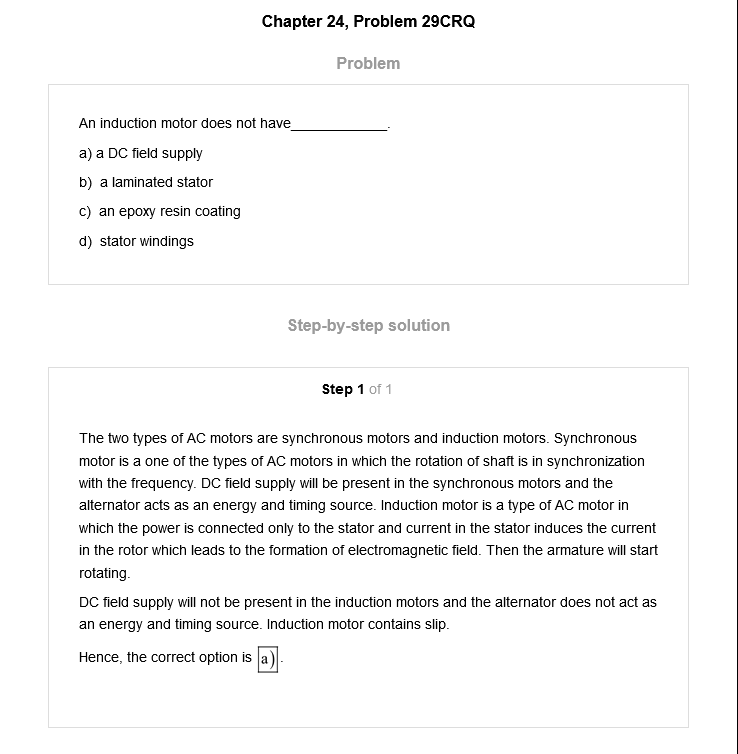 Chapter 24, Problem 29CRQ
Problem
An induction motor does not have____________.
a) a DC field supply
b) a laminated stator
c) an epoxy resin coating
d) stator windings
Step-by-step solution
Step 1 of 1
The two types of AC motors are synchronous motors and induction motors. Synchronous
motor is a one of the types of AC motors in which the rotation of shaft is in synchronization
with the frequency. DC field supply will be present in the synchronous motors and the
alternator acts as an energy and timing source. Induction motor is a type of AC motor in
which the power is connected only to the stator and current in the stator induces the current
in the rotor which leads to the formation of electromagnetic field. Then the armature will start
rotating.
DC field supply will not be present in the induction motors and the alternator does not act as
an energy and timing source. Induction motor contains slip.
Hence, the correct option is a).